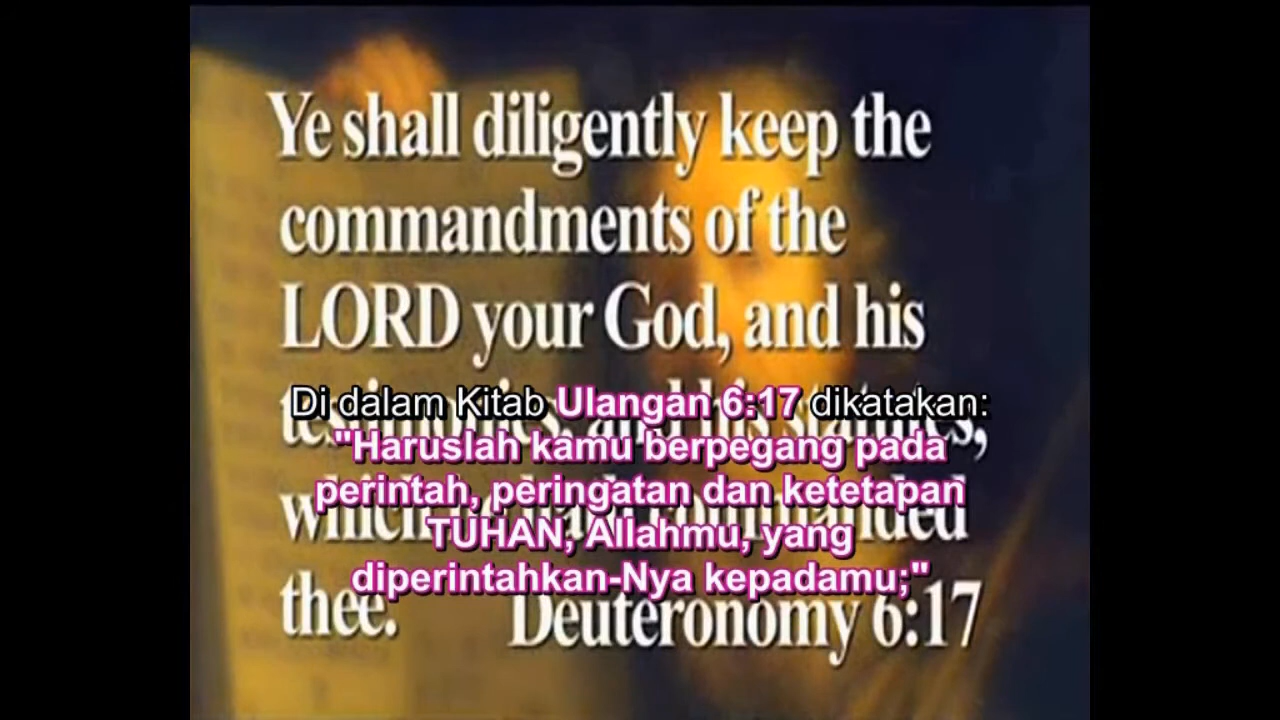 Ye shall diligently keep the
commandments of the
LORD your God, and his
testimonies, and his statutes,
which he hath commanded
thee. Deuteronomy 6:17
Di dalam Kitab Ulangan 6:17 dikatakan:
"Haruslah kamu berpegang pada
perintah, peringatan dan ketetapan
TUHAN, Allahmu, yang
diperintahkan-Nya kepadamu;"